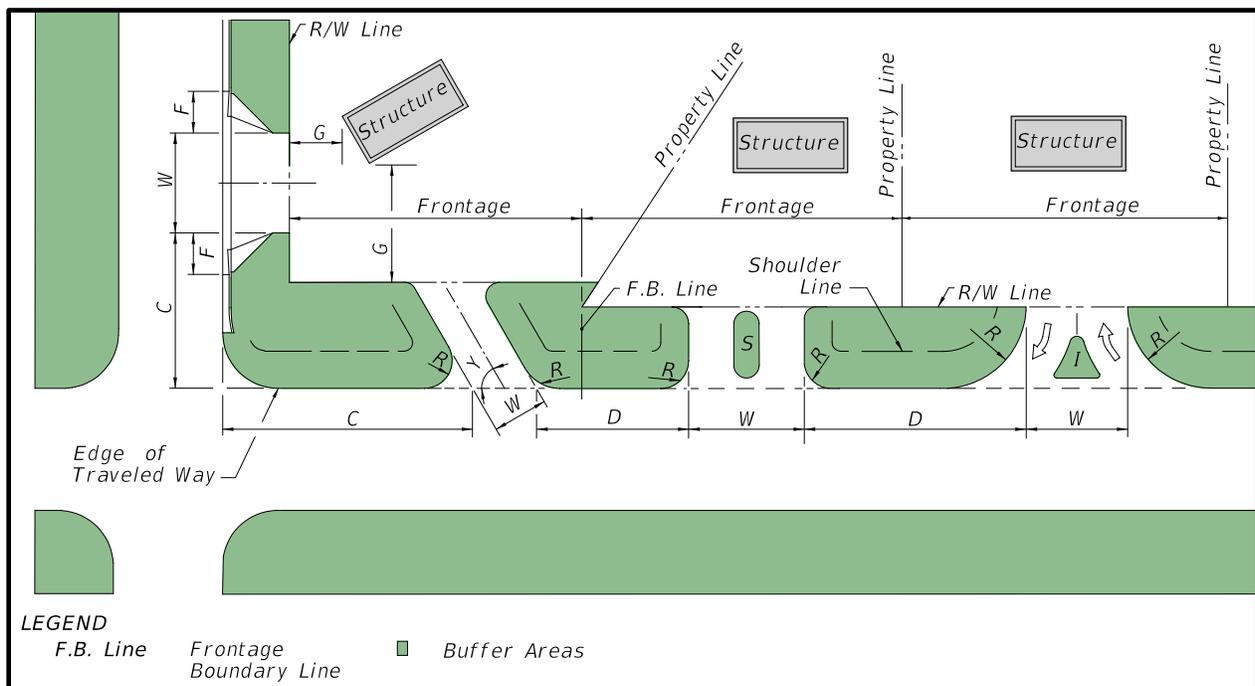 R/W Line
F
G
Structure
W
F
G
C
Frontage
Property Line
Structure
Property Line
Structure
Property Line
Frontage
Frontage
Shoulder
Line
F.B. Line
R/W Line
R
Y
W
R
R
S
R
R
I
R
C
D
W
D
W
Edge of
Traveled Way
LEGEND
F.B. Line Frontage
Boundary Line
Buffer Areas